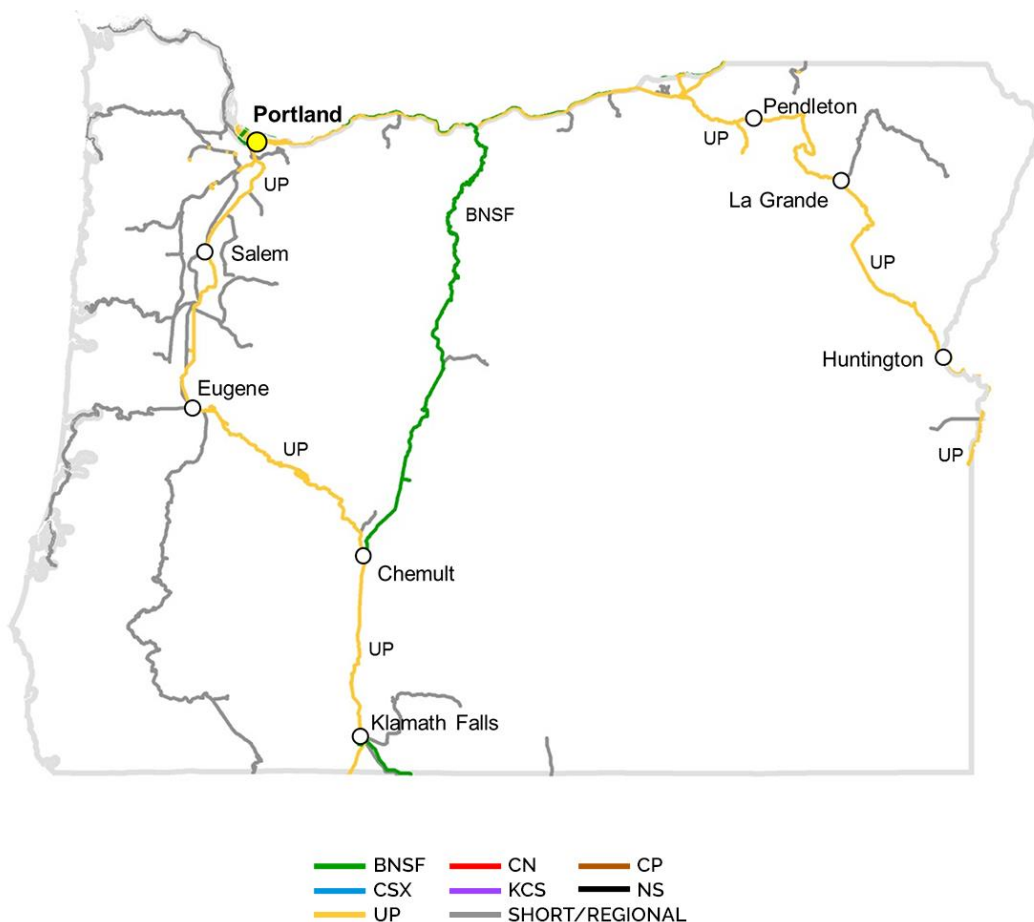 Portland
Pendleton
UP
UP
La Grande
BNSF
Salem
UP
Huntington
Eugene
UP
UP
Chemult
UP
Klamath Falls
BNSF CN CP
CSX KCS NS
UP SHORT/REGIONAL